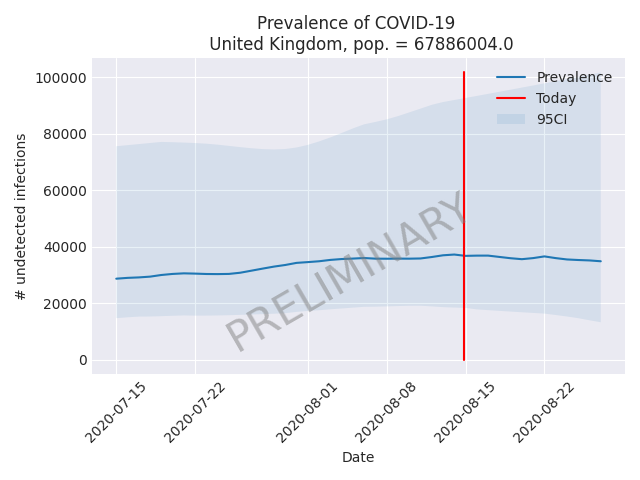 Prevalence of COVID-19
United Kingdom, pop. = 67886004.0
Prevalence
Today
95CI
100000
80000
60000
40000
20000
0
# undetected infections
PRELIMINARY
2020-07-15
2020-07-22
2020-08-01
2020-08-08
2020-08-15
2020-08-22
Date